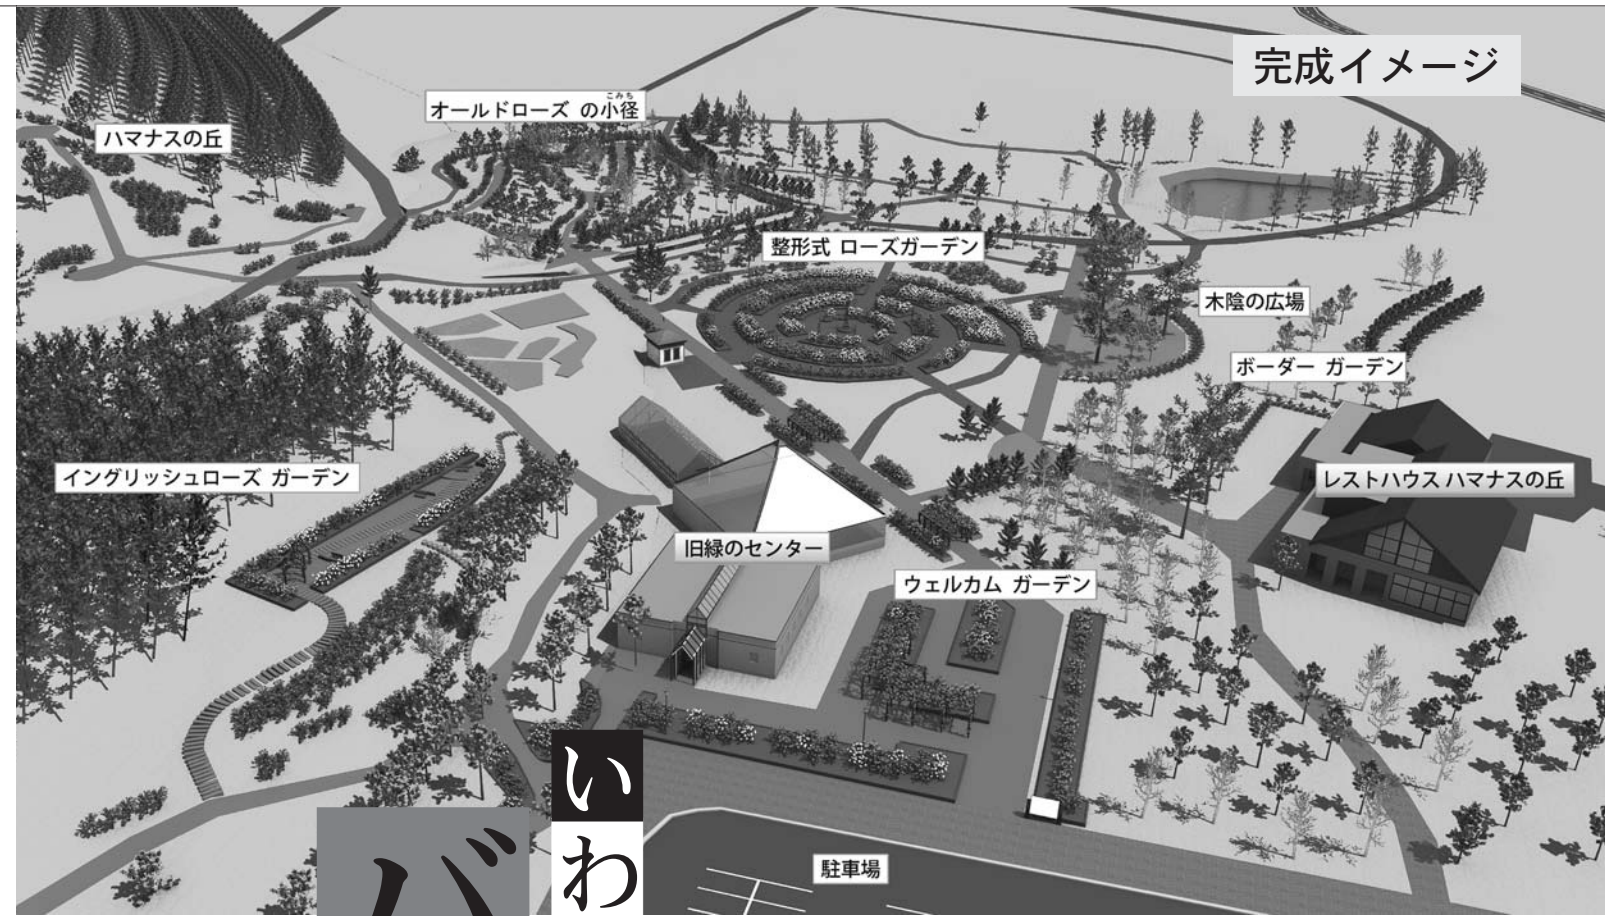 完成イメージ
オールドローズ の小径
こみち
ハマナスの丘
整形式 ローズガーデン
木陰の広場
ボーダー ガーデン
イングリッシュローズ ガーデン
レストハウス ハマナスの丘
旧緑のセンター
ウェルカム ガーデン
いわ
バ
駐車場